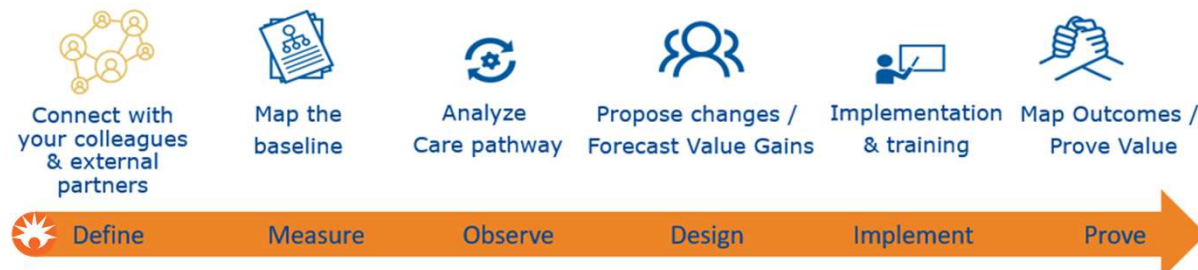 Connect with
your colleagues
& external
partners
Map the
baseline
Analyze
Care pathway
Propose changes /
Forecast Value Gains
Implementation
& training
Map Outcomes /
Prove Value
Define
Measure
Observe
Design
Implement
Prove